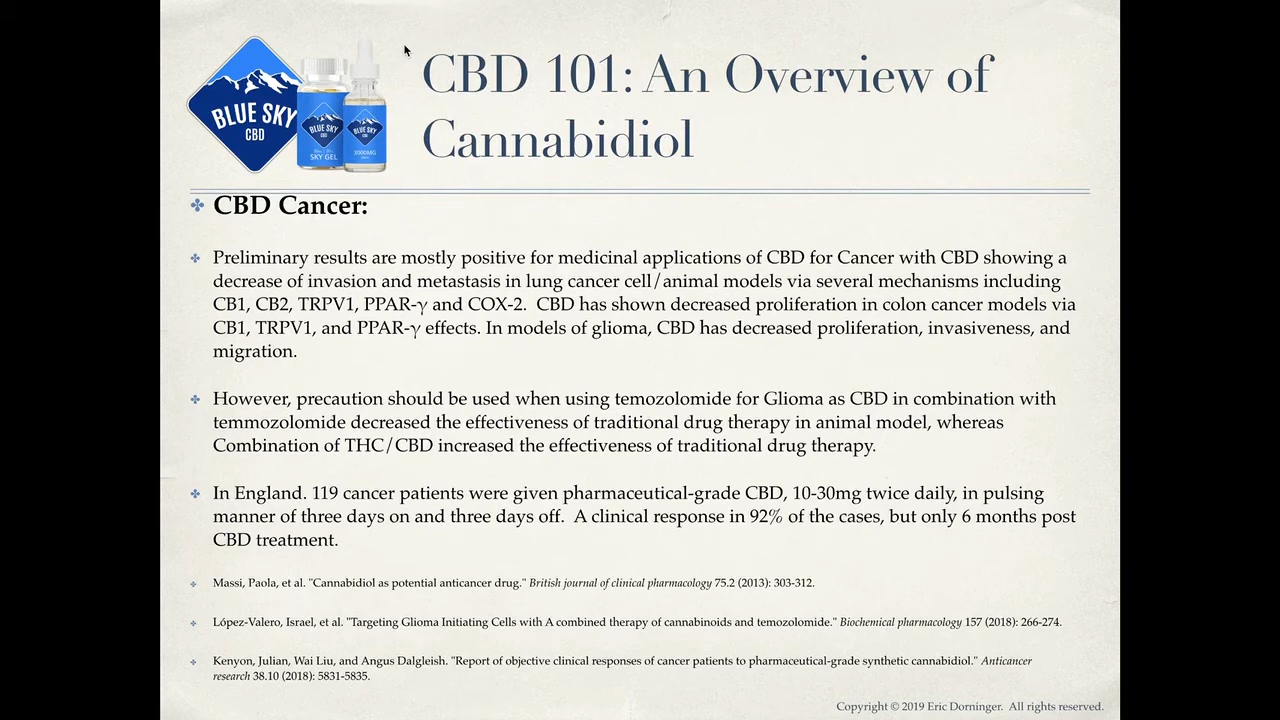 CBD 101: An Overview of
Cannabidiol
BLUE SKY
CBD
BLUE SKY
CBD
SKY GEL
BLUE SKY
CBD
3000MG
CBD Cancer:
Preliminary results are mostly positive for medicinal applications of CBD for Cancer with CBD showing a
decrease of invasion and metastasis in lung cancer cell/animal models via several mechanisms including
CB1, CB2, TRPV1, PPAR-γ and COX-2.  CBD has shown decreased proliferation in colon cancer models via
CB1, TRPV1, and PPAR-γ effects. In models of glioma, CBD has decreased proliferation, invasiveness, and
migration.
However, precaution should be used when using temozolomide for Glioma as CBD in combination with
temmozolomide decreased the effectiveness of traditional drug therapy in animal model, whereas
Combination of THC/CBD increased the effectiveness of traditional drug therapy.
In England. 119 cancer patients were given pharmaceutical-grade CBD, 10-30mg twice daily, in pulsing
manner of three days on and three days off.  A clinical response in 92% of the cases, but only 6 months post
CBD treatment.
Massi, Paola, et al. "Cannabidiol as potential anticancer drug." British journal of clinical pharmacology 75.2 (2013): 303-312.
López-Valero, Israel, et al. "Targeting Glioma Initiating Cells with A combined therapy of cannabinoids and temozolomide." Biochemical pharmacology 157 (2018): 266-274.
Kenyon, Julian, Wai Liu, and Angus Dalgleish. "Report of objective clinical responses of cancer patients to pharmaceutical-grade synthetic cannabidiol." Anticancer
research 38.10 (2018): 5831-5835.
Copyright © 2019 Eric Dorninger.  All rights reserved.